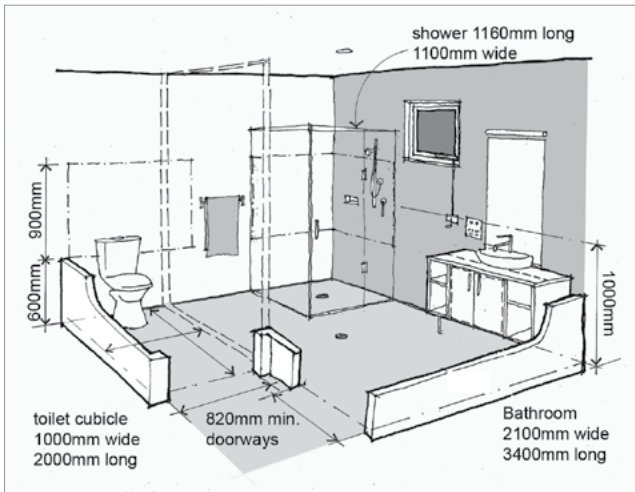 shower 1160mm long
1100mm wide
900mm
600mm
1000mm
toilet cubicle
1000mm wide
2000mm long
820mm min.
doorways
Bathroom
2100mm wide
3400mm long